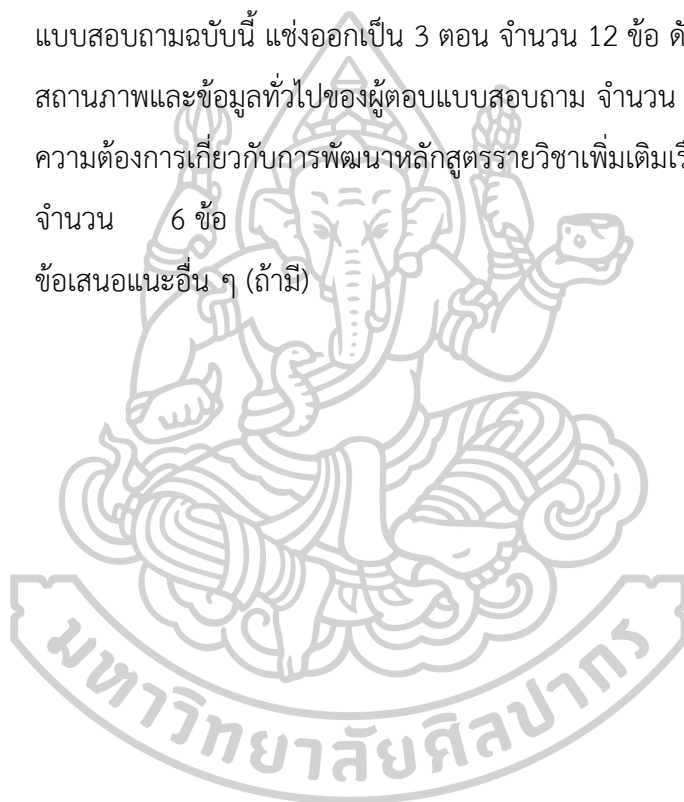 แบบสอบถามฉบับนี้ แช่งออกเป็น 3 ตอน จำนวน 12 ข้อ
สถานภาพและข้อมูลทั่วไปของผู้ตอบแบบสอบถาม จำนวน
ความต้องการเกี่ยวกับการพัฒนาหลักสูตรรายวิชาเพิ่มเติม
จำนวน 6 ข้อ
ข้อเสนอแนะอื่น ๆ (ถ้ามี)
มหาวิทยาลัยศิลปากร